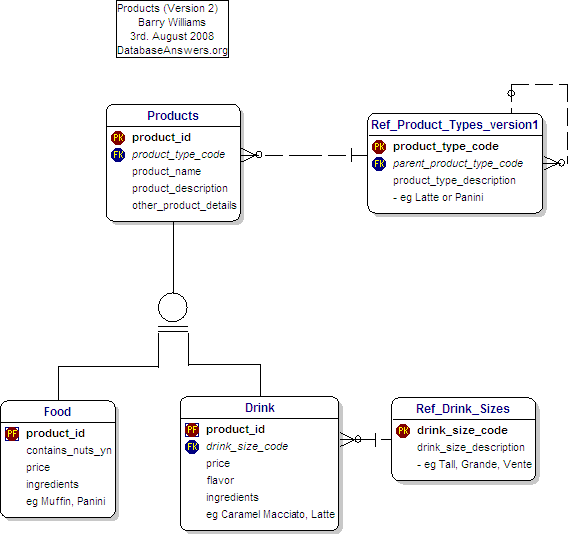 Products (Version 2)
Barry Williams
3rd. August 2008
DatabaseAnswers.org
Products
PK product_id
FK product_type_code
product_name
product_description
other_product_details
Ref_Product_Types_version1
PK product_type_code
FK parent_product_type_code
product_type_description
- eg Latte or Panini
Food
PF product_id
contains_nuts_yn
price
ingredients
eg Muffin, Panini
Drink
PF product_id
FK drink_size_code
price
flavor
ingredients
eg Caramel Macciato, Latte
Ref_Drink_Sizes
PK drink_size_code
drink_size_description
- eg Tall, Grande, Vente